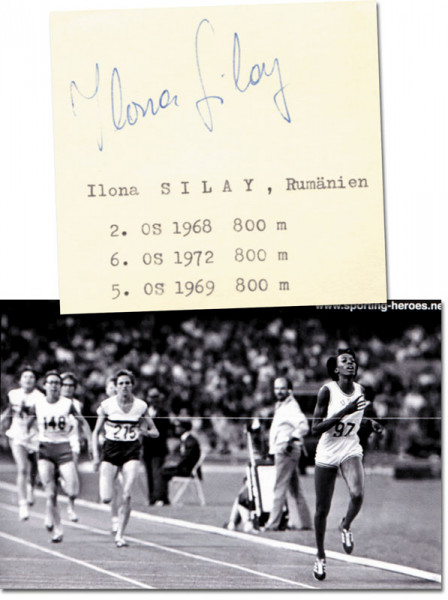 Ilona Silay
Ilona SILAY, Rumänien
2. OS 1968 800 m
6. OS 1972 800 m
5. OS 1969 800 m
www.sporting-heroes.net
148
275
97